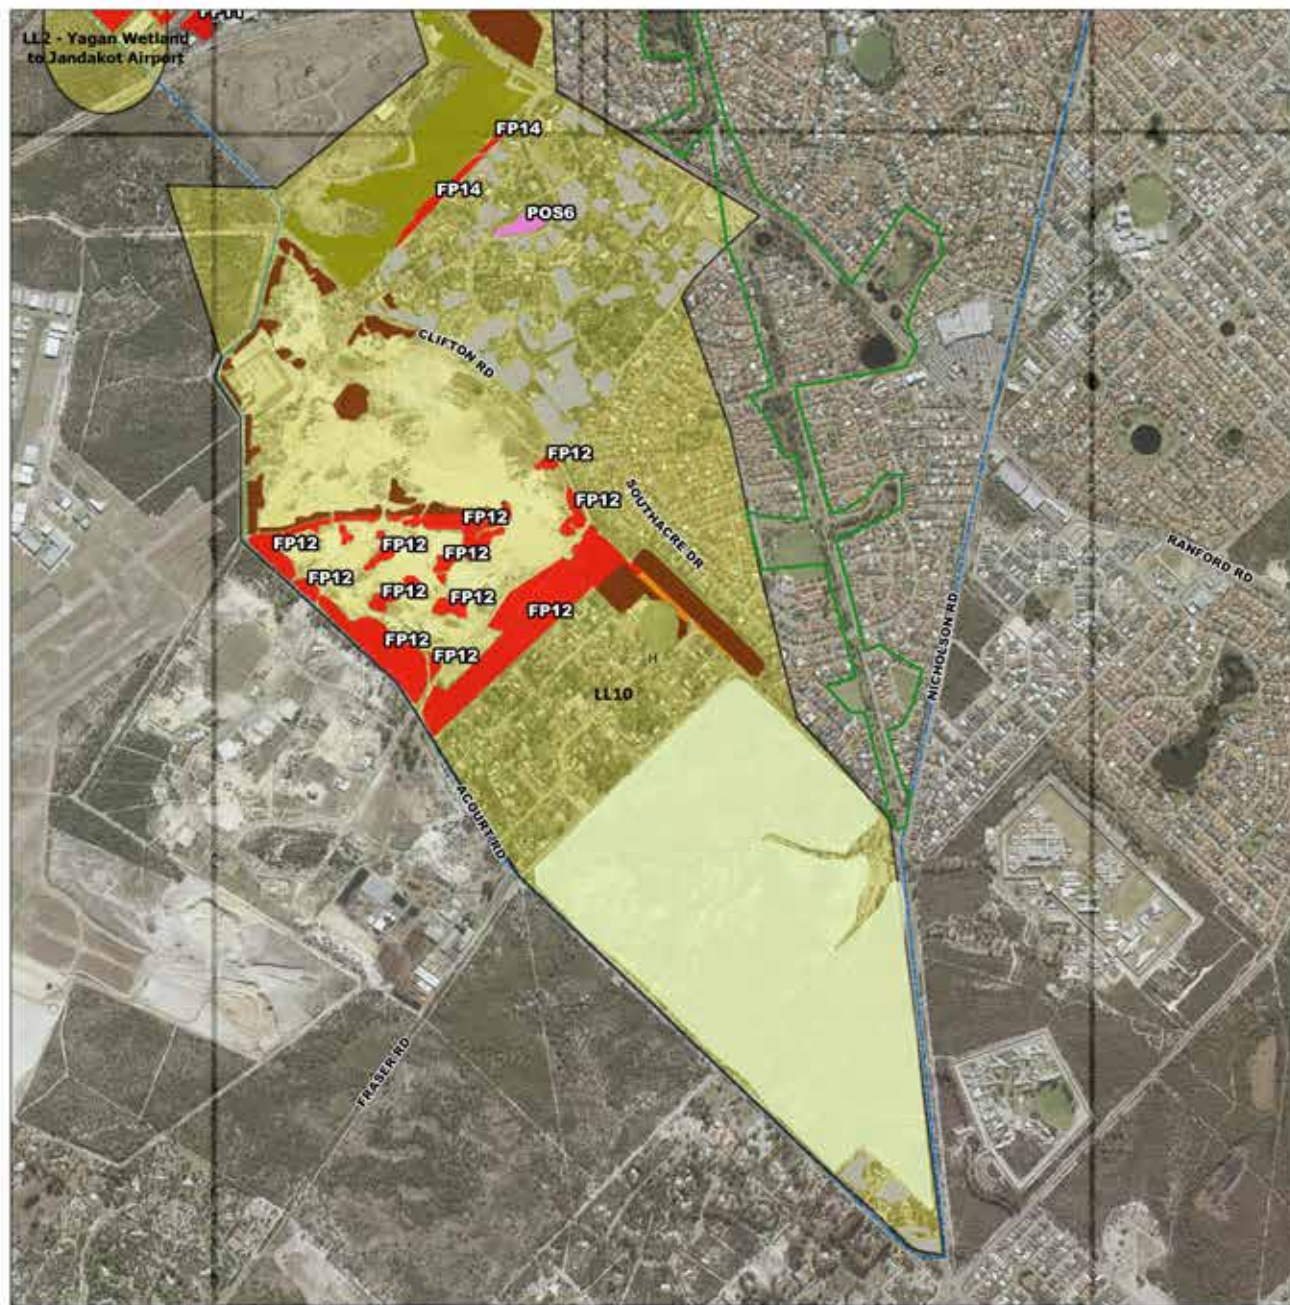 LL2 - Yagan Wetland
to Jandakot Airport
F
G
FP14
FP14
POS6
CLIFTON RD
FP12
FP12
SOUTHACRE DR
FP12
FP12
FP12
FP12
RANFORD RD
FP12
FP12
FP12
FP12
NICHOLSON RD
FP12
FP12
H
LL10
ACOURT RD
FRASER RD